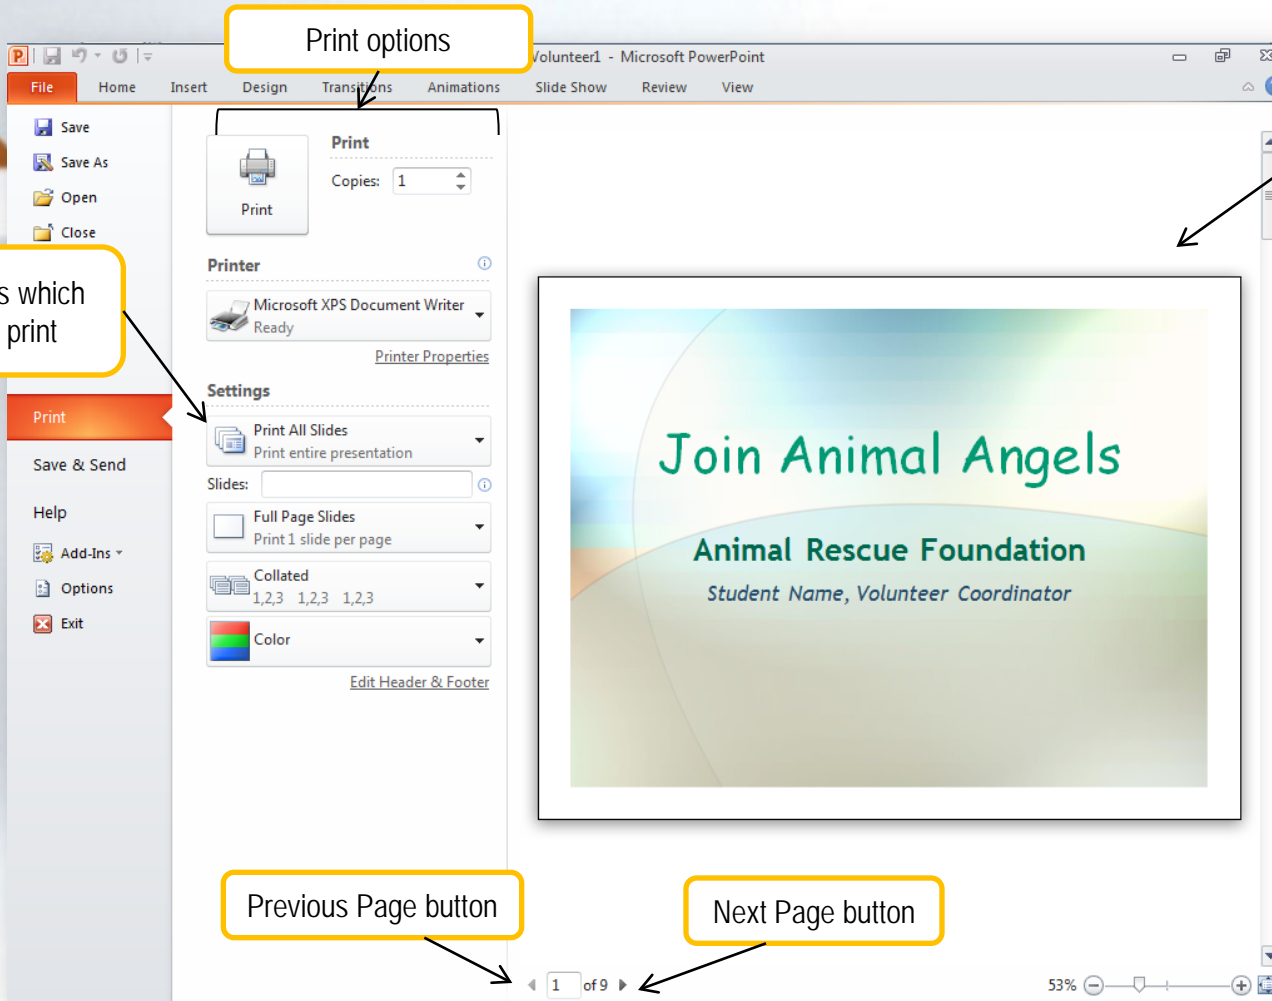 Print options
Volunteer1 - Microsoft PowerPoint
File Home Insert Design Transitions Animations Slide Show Review View
Save
Save As
Open
Close
s which
print
Print
Save & Send
Help
Add-Ins
Options
Exit
Print
Print
Copies: 1
Printer
Microsoft XPS Document Writer
Ready
Printer Properties
Settings
Print All Slides
Print entire presentation
Slides:
Full Page Slides
Print 1 slide per page
Collated
1,2,3 1,2,3 1,2,3
Color
Edit Header & Footer
Join Animal Angels
Animal Rescue Foundation
Student Name, Volunteer Coordinator
Previous Page button
Next Page button
1 of 9
53%